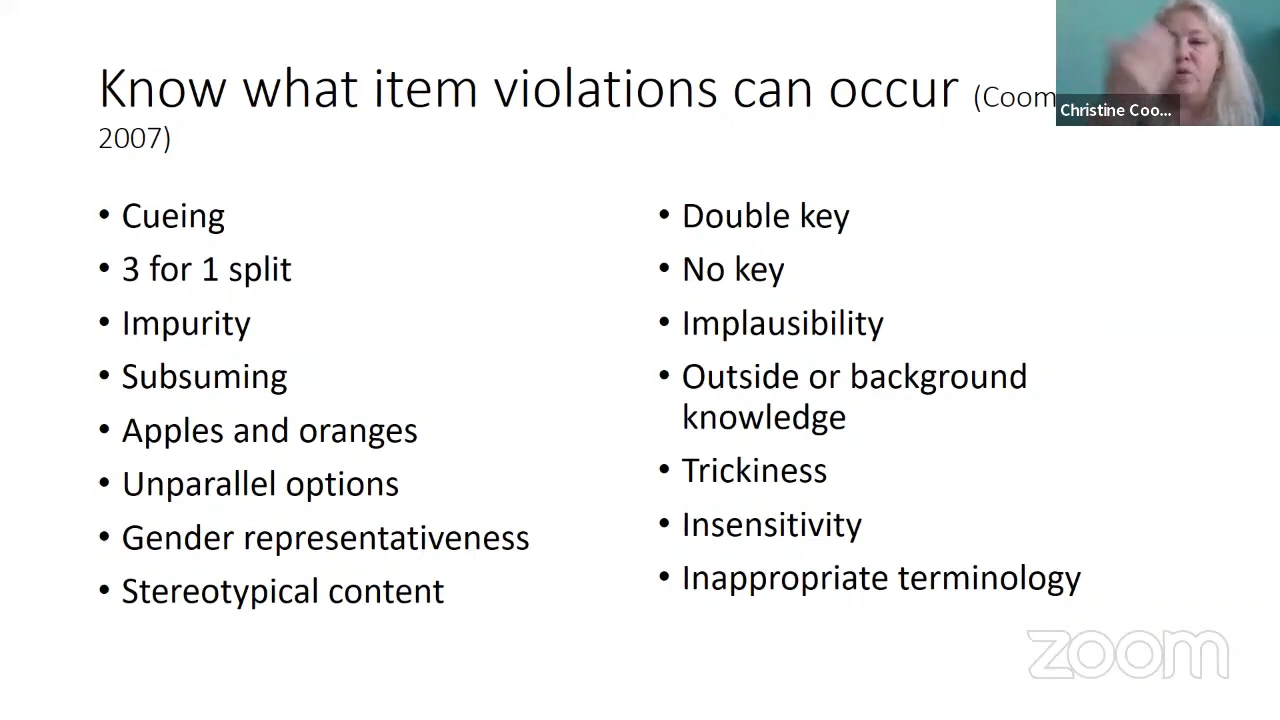 Know what item violations can occur (Coom
2007)
Christine Coo...
• Cueing
• 3 for 1 split
• Impurity
• Subsuming
• Apples and oranges
• Unparallel options
• Gender representativeness
• Stereotypical content
• Double key
• No key
• Implausibility
• Outside or background
knowledge
• Trickiness
• Insensitivity
• Inappropriate terminology
zoom